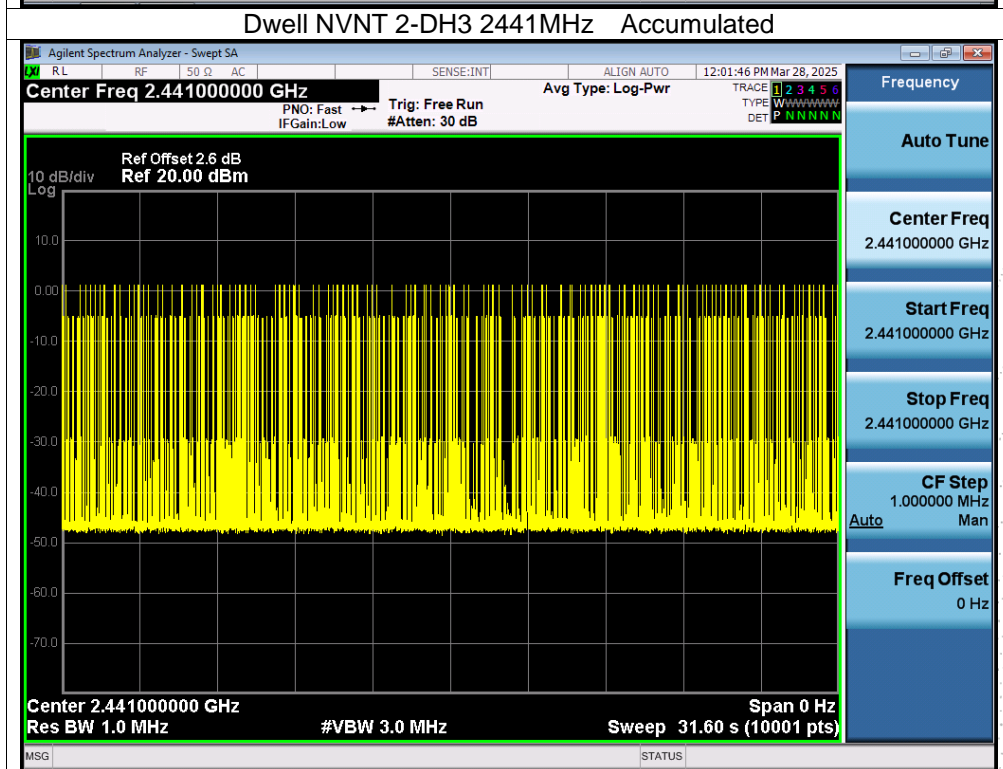 Dwell NVNT 2-DH3 2441MHz Accumulated
Agilent Spectrum Analyzer - Swept SA
LXI RL RF 50 Ω AC SENSE:INT ALIGN AUTO 12:01:46 PM Mar 28, 2025
Center Freq 2.441000000 GHz
PNO: Fast
IFGain:Low
Trig: Free Run
#Atten: 30 dB
Avg Type: Log-Pwr
TRACE 1 2 3 4 5 6
TYPE WWWWWWW
DET P N N N N N
Frequency
Auto Tune
Center Freq
2.441000000 GHz
Start Freq
2.441000000 GHz
Stop Freq
2.441000000 GHz
CF Step
1.000000 MHz
Auto Man
Freq Offset
0 Hz
Ref Offset 2.6 dB
10 dB/div Ref 20.00 dBm
Log
10.0
0.00
-10.0
-20.0
-30.0
-40.0
-50.0
-60.0
-70.0
Center 2.441000000 GHz Span 0 Hz
Res BW 1.0 MHz #VBW 3.0 MHz Sweep 31.60 s (10001 pts)
MSG STATUS